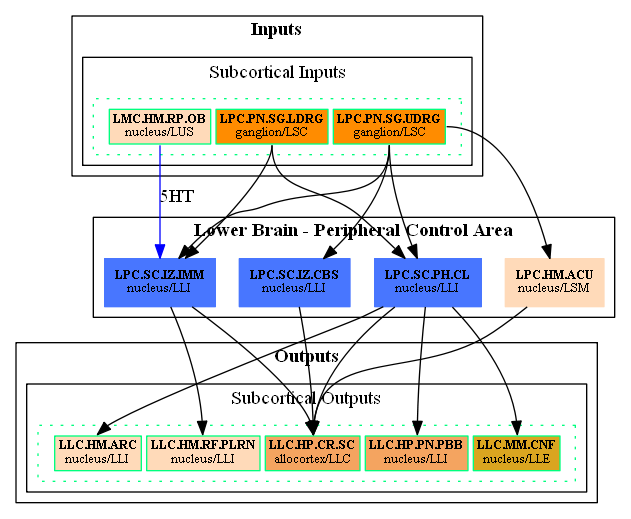 Inputs
Subcortical Inputs
LMC.HM.RP.OB
nucleus/LUS
LPC.PN.SG.LDRG
ganglion/LSC
LPC.PN.SG.UDRG
ganglion/LSC
5HT
Lower Brain - Peripheral Control Area
LPC.SC.IZ.IMM
nucleus/LLI
LPC.SC.IZ.CBS
nucleus/LLI
LPC.SC.PH.CL
nucleus/LLI
LPC.HM.ACU
nucleus/LSM
Outputs
Subcortical Outputs
LLC.HM.ARC
nucleus/LLI
LLC.HM.RF.PLRN
nucleus/LLI
LLC.HP.CR.SC
allocortex/LLC
LLC.HP.PN.PBB
nucleus/LLI
LLC.MM.CNF
nucleus/LLE